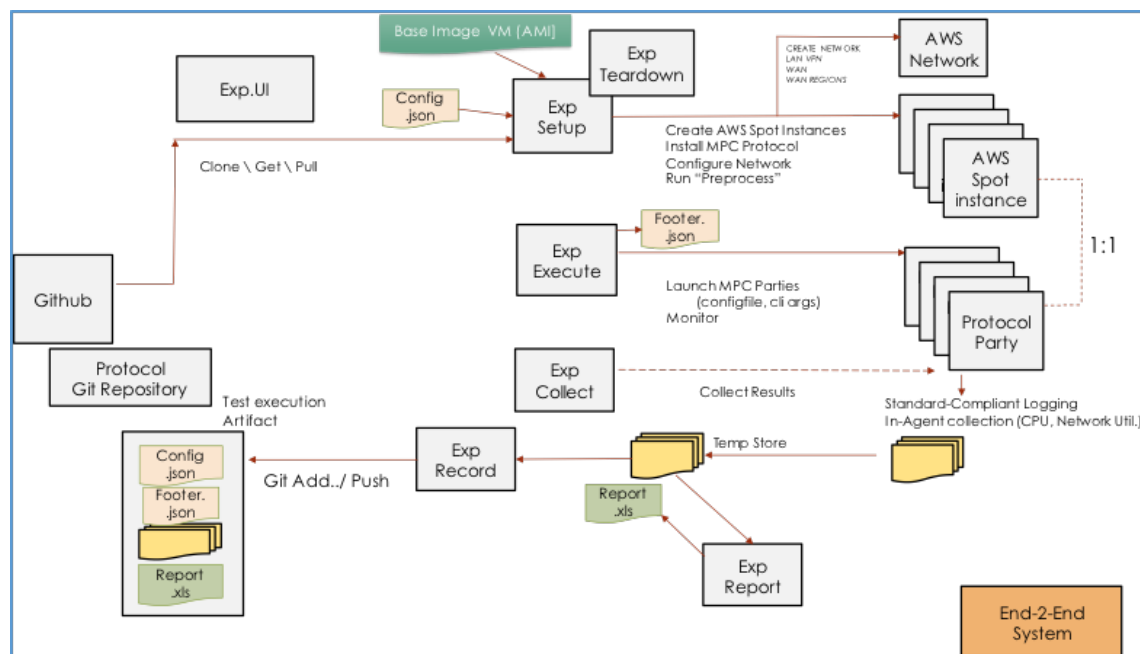 Base Image VM [AMI]
Exp
Teardown
CREATE NETWORK
LAN VPN
WAN
WAN REGIONS
AWS
Network
Exp.UI
Config
.json
Exp
Setup
Clone \ Get \ Pull
Create AWS Spot Instances
Install MPC Protocol
Configure Network
Run “Preprocess”
AWS
Spot
instance
1:1
Footer.
.json
Exp
Execute
Github
Launch MPC Parties
(configfile, cli args)
Monitor
Protocol
Party
Protocol
Git Repository
Exp
Collect
Collect Results
Test execution
Artifact
Standard-Compliant Logging
In-Agent collection (CPU, Network Util.)
Config
.json
Footer.
.json
Report
.xls
Git Add../ Push
Exp
Record
Temp Store
Report
.xls
Exp
Report
End-2-End
System